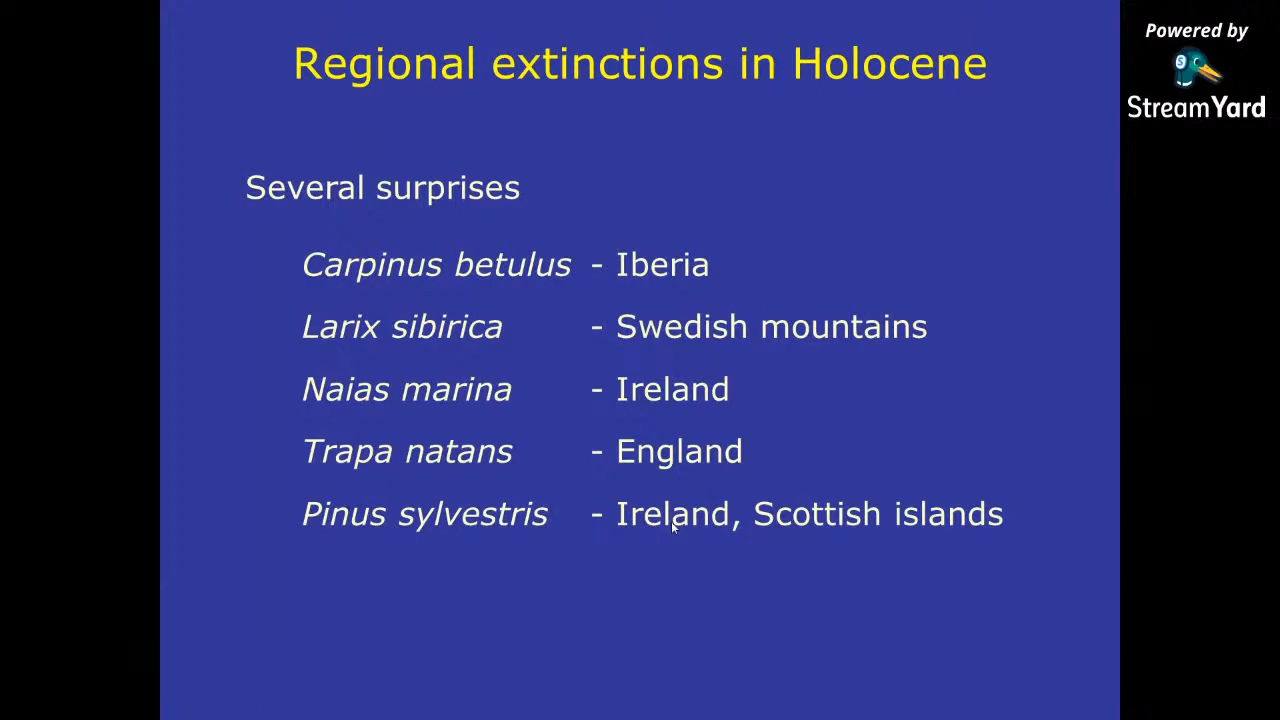 Regional extinctions in Holocene
Powered by
StreamYard
Several surprises
Carpinus betulus - Iberia
Larix sibirica - Swedish mountains
Naias marina - Ireland
Trapa natans - England
Pinus sylvestris - Ireland, Scottish islands